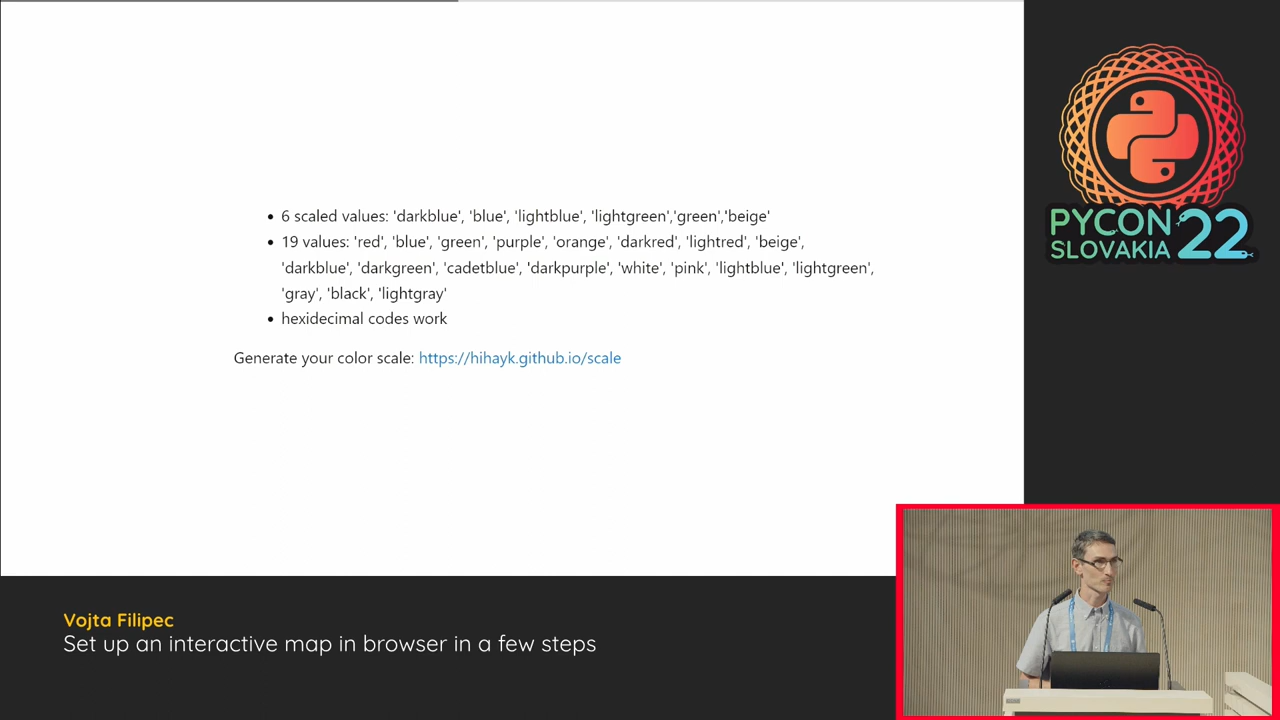 6 scaled values: 'darkblue', 'blue', 'lightblue', 'lightgreen','green','beige'
19 values: 'red', 'blue', 'green', 'purple', 'orange', 'darkred', 'lightred', 'beige',
'darkblue', 'darkgreen', 'cadetblue', 'darkpurple', 'white', 'pink', 'lightblue', 'lightgreen',
'gray', 'black', 'lightgray'
hexidecimal codes work
Generate your color scale: https://hihayk.github.io/scale
PYCON
SLOVAKIA 22
Vojta Filipec
Set up an interactive map in browser in a few steps